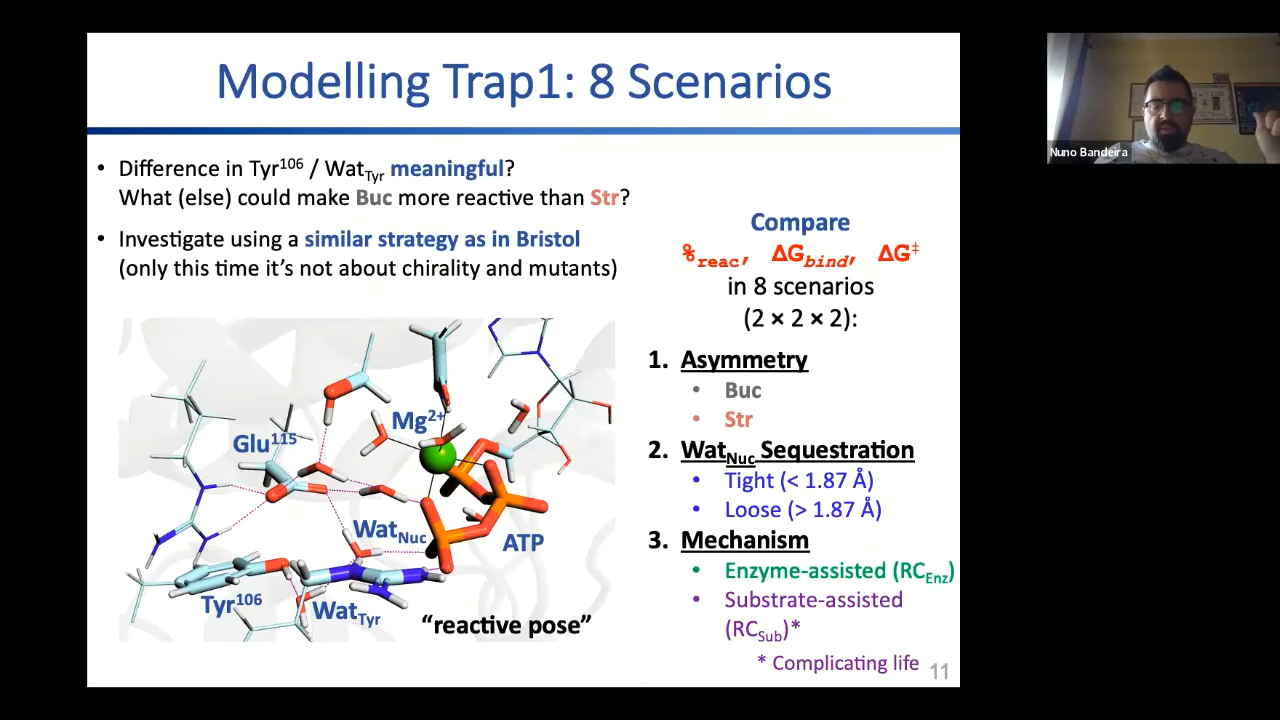 Modelling Trap1: 8 Scenarios
• Difference in Tyr¹⁰⁶ / Wat_Tyr meaningful?
What (else) could make Buc more reactive than Str?
• Investigate using a similar strategy as in Bristol
(only this time it's not about chirality and mutants)
Compare
%reac, ΔGbind, ΔG‡
in 8 scenarios
(2 × 2 × 2):
1. Asymmetry
• Buc
• Str
2. WatNuc Sequestration
• Tight (< 1.87 Å)
• Loose (> 1.87 Å)
3. Mechanism
• Enzyme-assisted (RCEnz)
• Substrate-assisted
(RCSub)*
* Complicating life
11
Mg²⁺
Glu¹¹⁵
WatNuc
ATP
Tyr¹⁰⁶
WatTyr
"reactive pose"
Nuno Bandeira